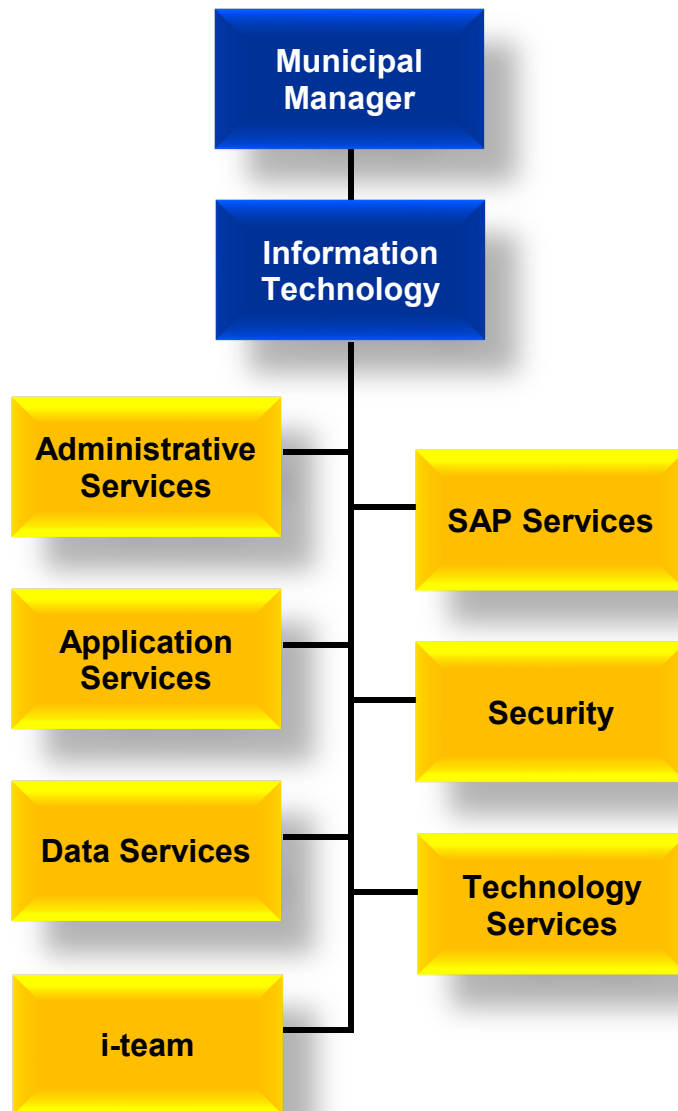 Municipal
Manager
Information
Technology
Administrative
Services
SAP Services
Application
Services
Security
Data Services
Technology
Services
i-team